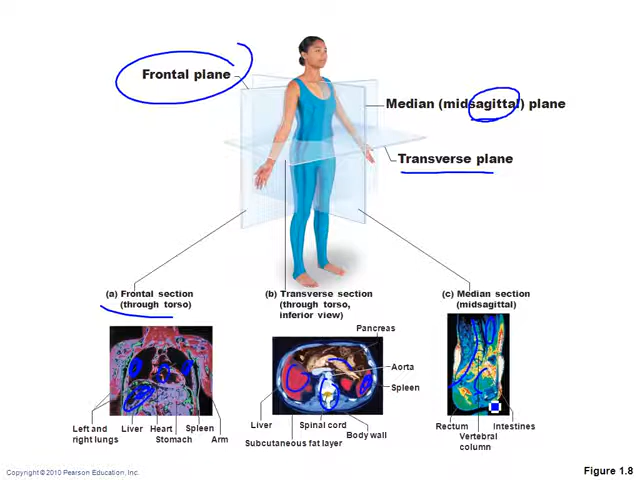 Frontal plane
Median (midsagittal) plane
Transverse plane
(a) Frontal section
(through torso)
(b) Transverse section
(through torso,
inferior view)
(c) Median section
(midsagittal)
Pancreas
Aorta
Spleen
Left and
right lungs
Liver
Heart
Stomach
Spleen
Arm
Liver
Spinal cord
Body wall
Subcutaneous fat layer
Rectum
Vertebral
column
Intestines
Copyright © 2010 Pearson Education, Inc.
Figure 1.8